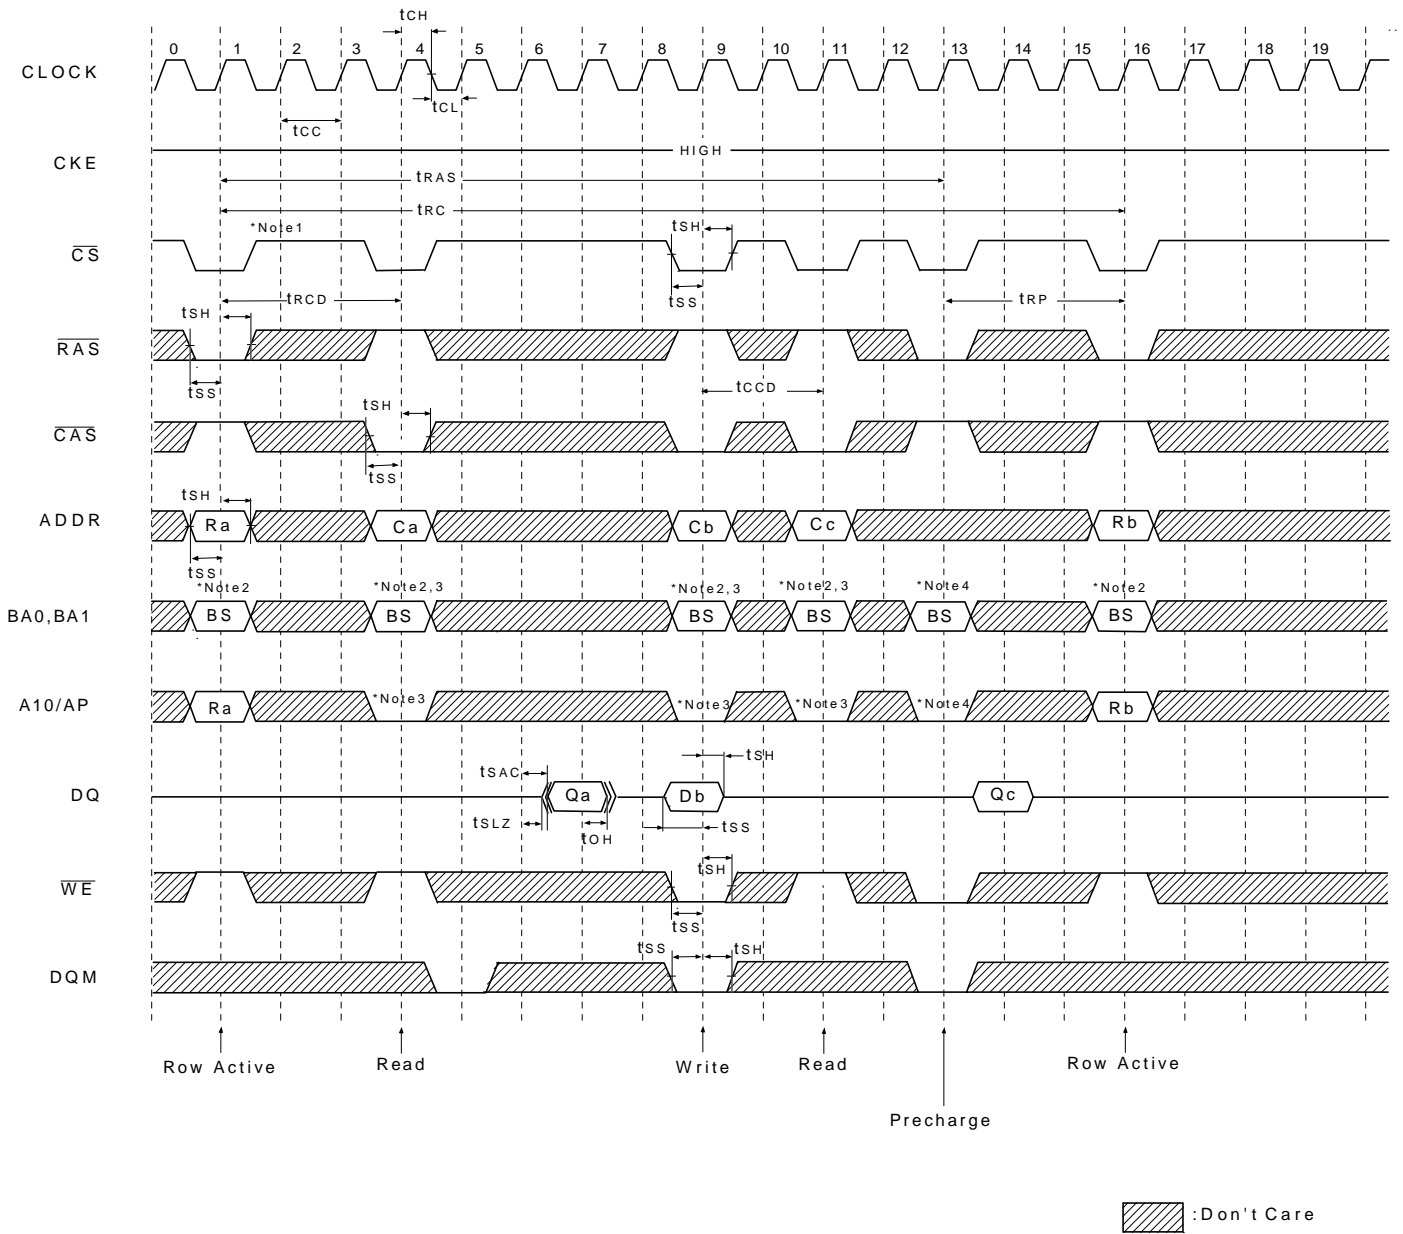 tCH
0 1 2 3 4 5 6 7 8 9 10 11 12 13 14 15 16 17 18 19
CLOCK
tCL
tCC
CKE
HIGH
tRAS
tRC
*Note1
tSH
CS
tSS
tRCD
tRP
tSH
RAS
tSS
tCCD
tSH
CAS
tSS
tSH
ADDR
Ra Ca Cb Cc Rb
tSS
*Note2 *Note2,3 *Note2,3 *Note2,3 *Note4 *Note2
BA0,BA1
BS BS BS BS BS BS
A10/AP
Ra *Note3 *Note3 *Note3 *Note4 Rb
tSH
tSAC
DQ
Qa Db Qc
tSLZ
tOH
tSS
tSH
WE
tSS
tSS tSH
DQM
Row Active Read Write Read Row Active
Precharge
:Don't Care